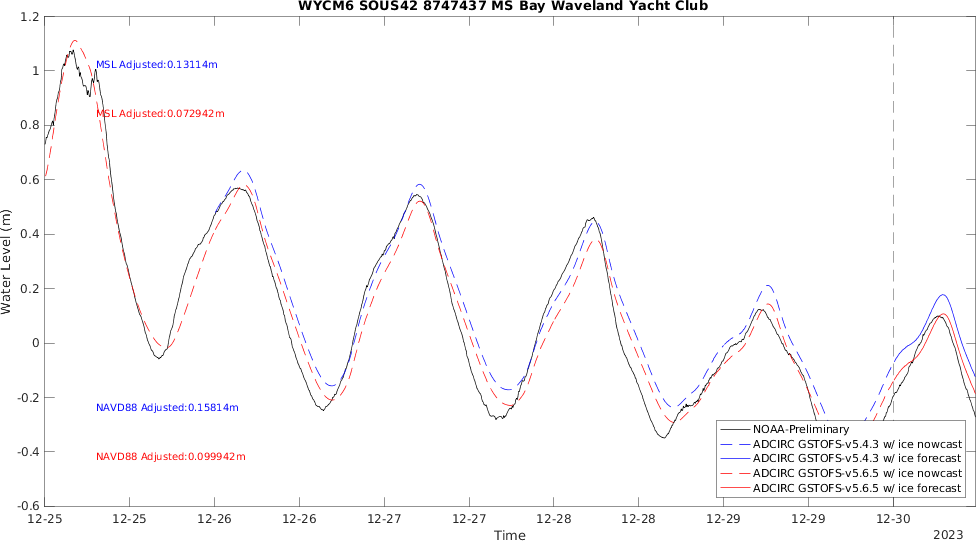 WYCM6 SOUS42 8747437 MS Bay Waveland Yacht Club
1.2
1
0.8
0.6
0.4
0.2
0
-0.2
-0.4
-0.6
Water Level (m)
MSL Adjusted:0.13114m
MSL Adjusted:0.072942m
NAVD88 Adjusted:0.15814m
NAVD88 Adjusted:0.099942m
NOAA-Preliminary
ADCIRC GSTOFS-v5.4.3 w/ ice nowcast
ADCIRC GSTOFS-v5.4.3 w/ ice forecast
ADCIRC GSTOFS-v5.6.5 w/ ice nowcast
ADCIRC GSTOFS-v5.6.5 w/ ice forecast
12-25 12-25 12-26 12-26 12-27 12-27 12-28 12-28 12-29 12-29 12-30
Time
2023